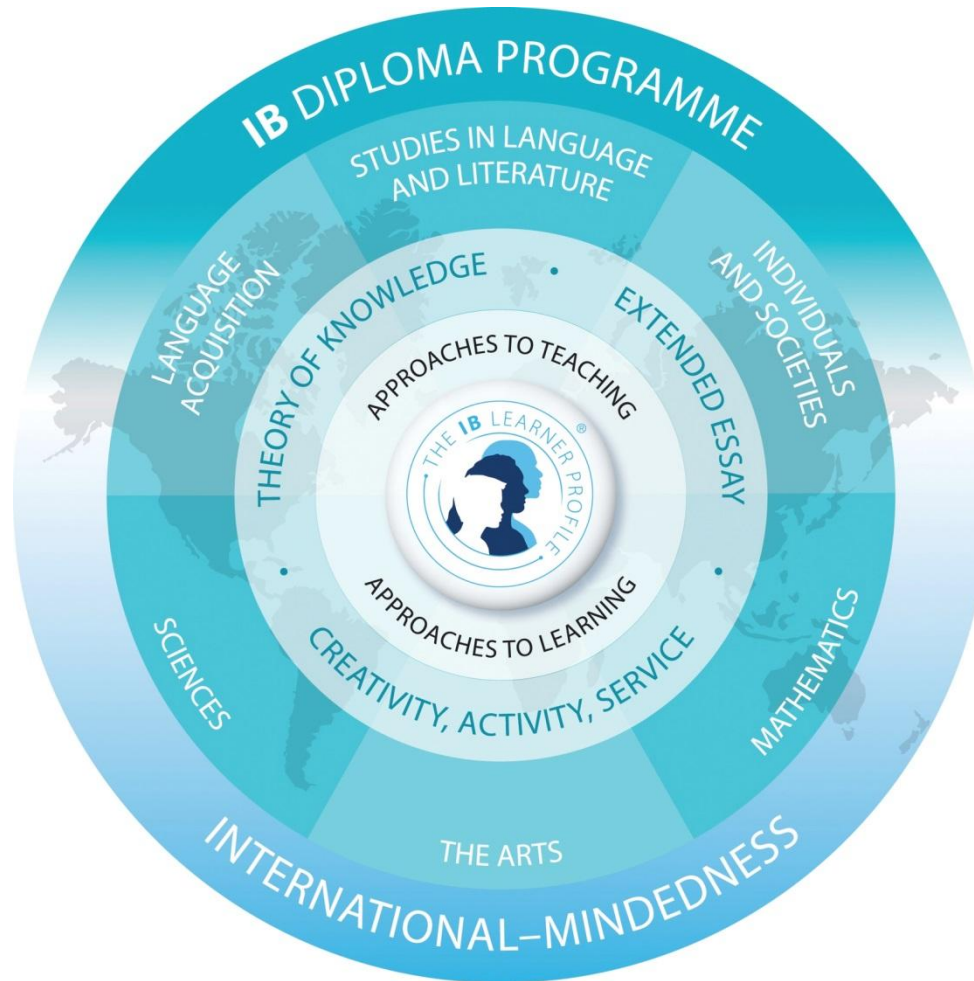 IB DIPLOMA PROGRAMME
STUDIES IN LANGUAGE
AND LITERATURE
LANGUAGE
ACQUISITION
INDIVIDUALS
AND SOCIETIES
THEORY OF KNOWLEDGE
EXTENDED ESSAY
APPROACHES TO TEACHING
THE IB LEARNER PROFILE ®
APPROACHES TO LEARNING
CREATIVITY, ACTIVITY, SERVICE
SCIENCES
MATHEMATICS
THE ARTS
INTERNATIONAL–MINDEDNESS